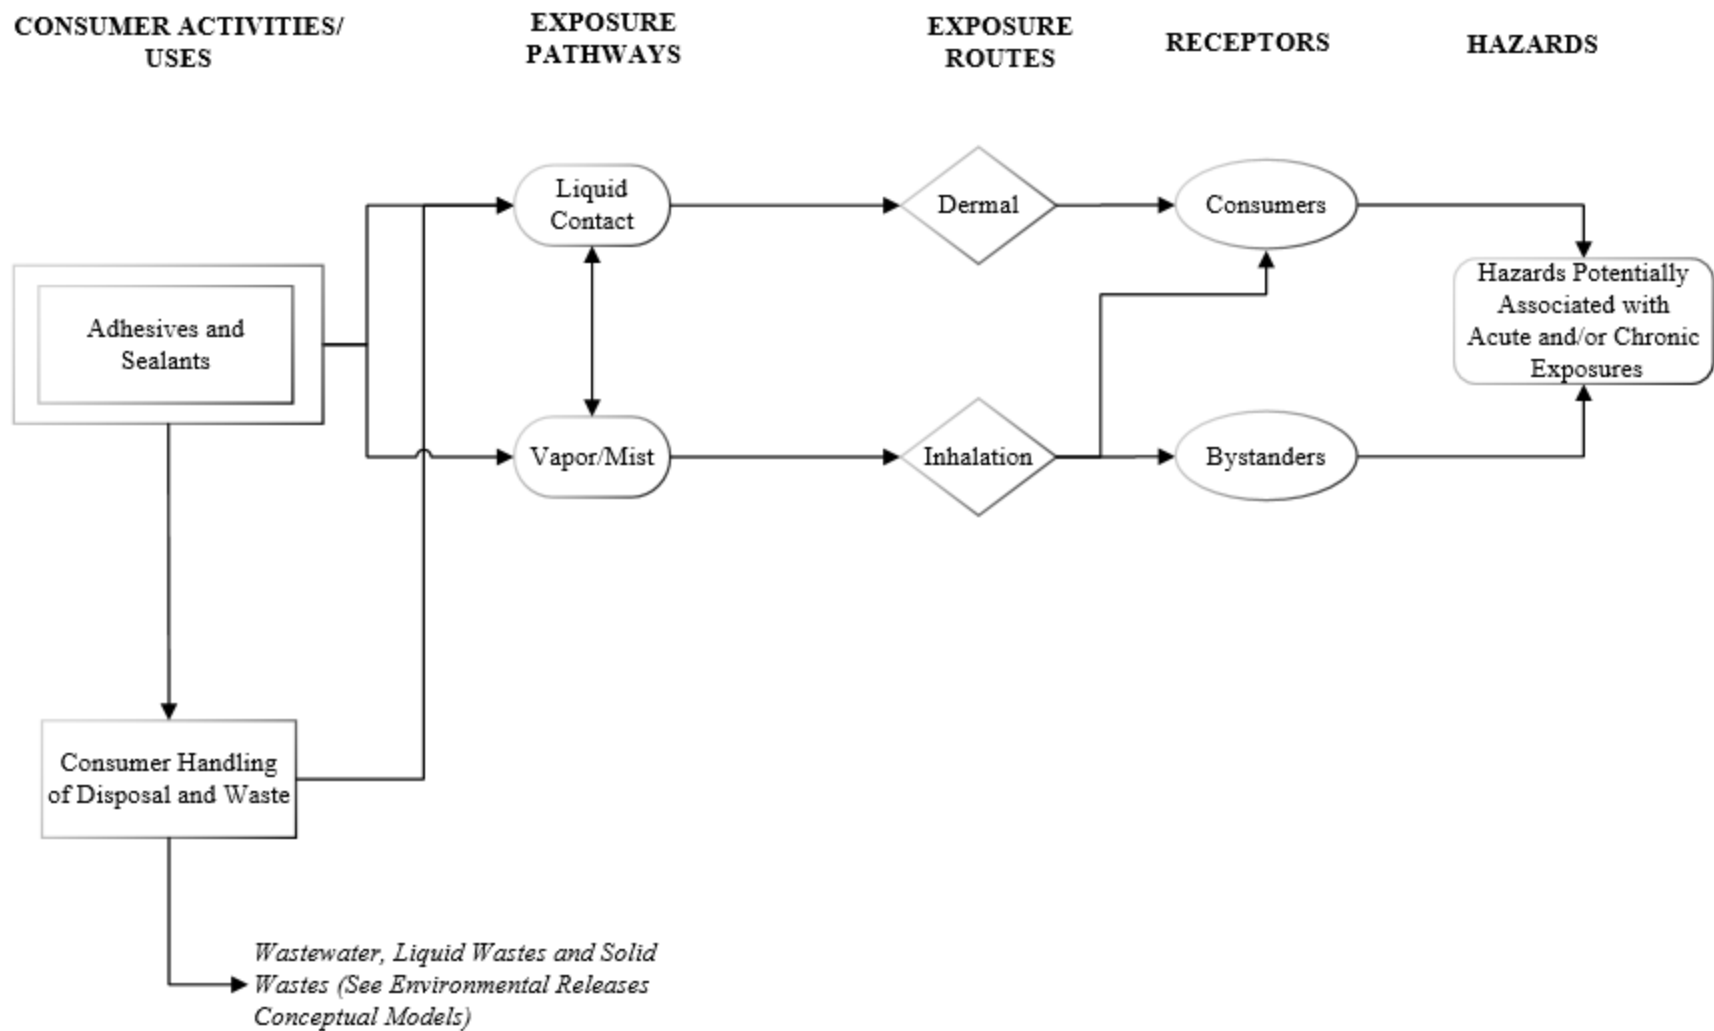 CONSUMER ACTIVITIES/
USES
EXPOSURE
PATHWAYS
EXPOSURE
ROUTES
RECEPTORS
HAZARDS
Liquid
Contact
Dermal
Consumers
Adhesives and
Sealants
Hazards Potentially
Associated with
Acute and/or Chronic
Exposures
Vapor/Mist
Inhalation
Bystanders
Consumer Handling
of Disposal and Waste
Wastewater, Liquid Wastes and Solid
Wastes (See Environmental Releases
Conceptual Models)